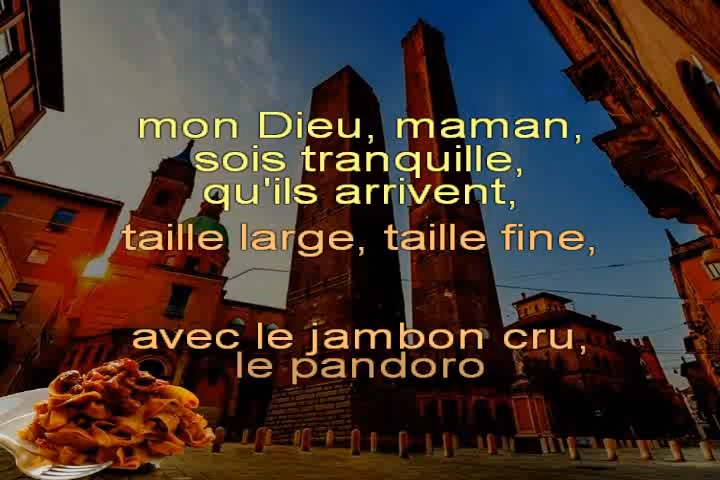 mon Dieu, maman,
sois tranquille,
qu'ils arrivent,
taille large, taille fine,
avec le jambon cru,
le pandoro